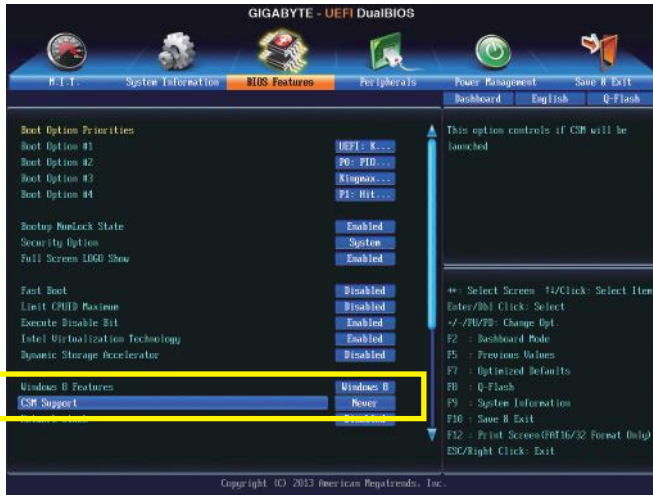 GIGABYTE - UEFI DualBIOS
M.I.T. System Information BIOS Features Peripherals Power Management Save & Exit
Dashboard English Q-Flash
Boot Option Priorities
Boot Option #1 UEFI: K...
Boot Option #2 P0: PIO...
Boot Option #3 Kingmax...
Boot Option #4 P1: Hit...
Bootup NumLock State Enabled
Security Option System
Full Screen LOGO Show Enabled
Fast Boot Disabled
Limit CPUID Maximum Disabled
Execute Disable Bit Enabled
Intel Virtualization Technology Enabled
Dynamic Storage Accelerator Disabled
Windows 8 Features Windows 8
CSM Support Never
This option controls if CSM will be
launched
: Select Screen ↑↓/Click: Select Item
Enter/Dbl Click: Select
+/-/PU/PD: Change Opt.
F2 : Dashboard Mode
F5 : Previous Values
F7 : Optimized Defaults
F8 : Q-Flash
F9 : System Information
F10 : Save & Exit
F12 : Print Screen(FAT16/32 Format Only)
ESC/Right Click: Exit
Copyright (C) 2013 American Megatrends, Inc.